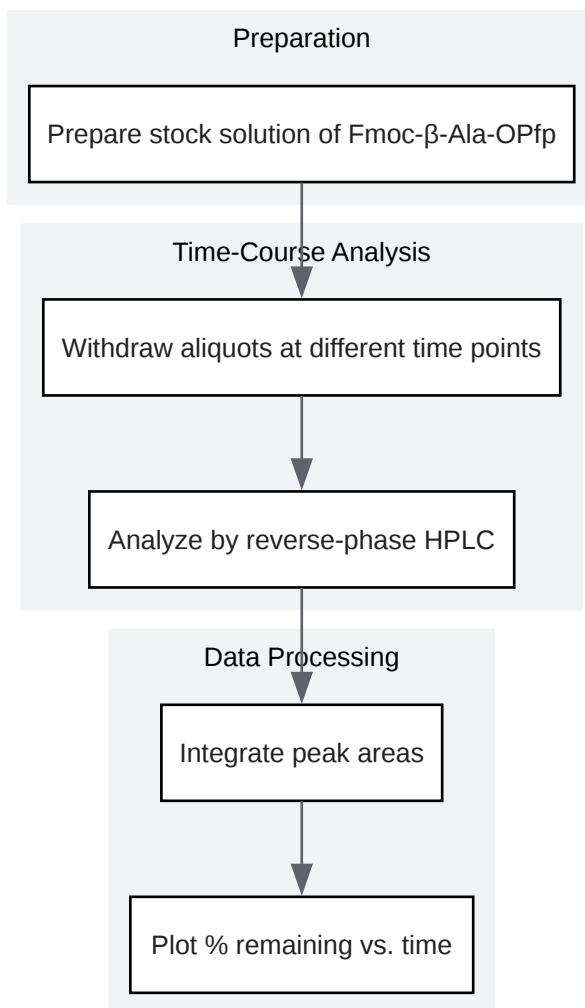 Preparation
Prepare stock solution of Fmoc-β-Ala-OPfp
Time-Course Analysis
Withdraw aliquots at different time points
Analyze by reverse-phase HPLC
Data Processing
Integrate peak areas
Plot % remaining vs. time